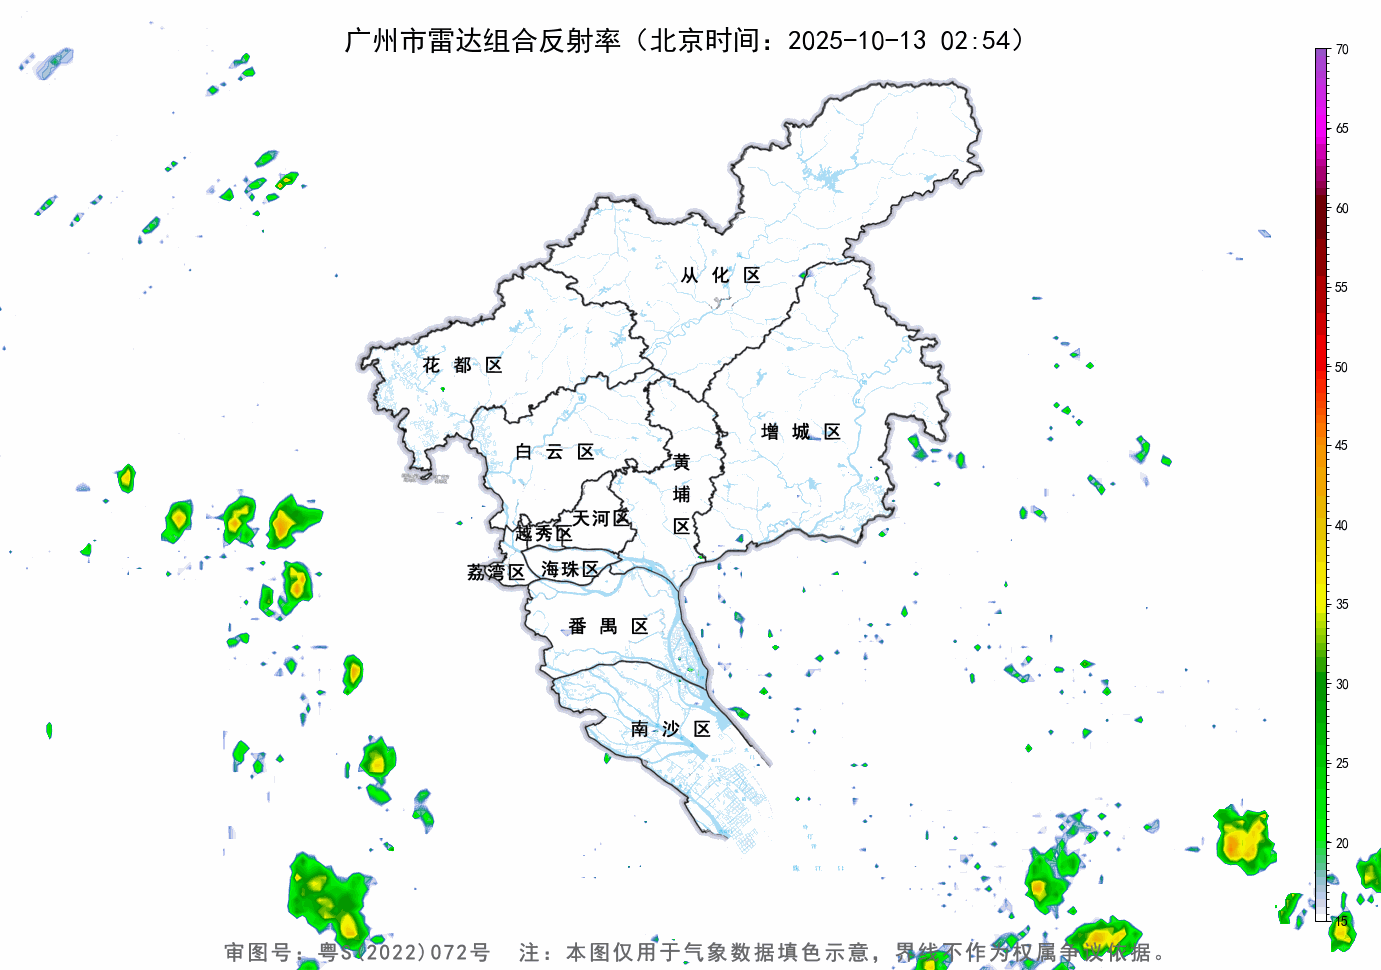 广州市雷达组合反射率（北京时间：2025-10-13 02:54）
70
65
60
55
50
45
40
35
30
25
20
15
从化区
花都区
增城区
白云区
黄埔区
天河区
越秀区
荔湾区
海珠区
番禺区
南沙区
审图号：粤S(2022)072号 注：本图仅用于气象数据填色示意，界线不作为权属争议依据。